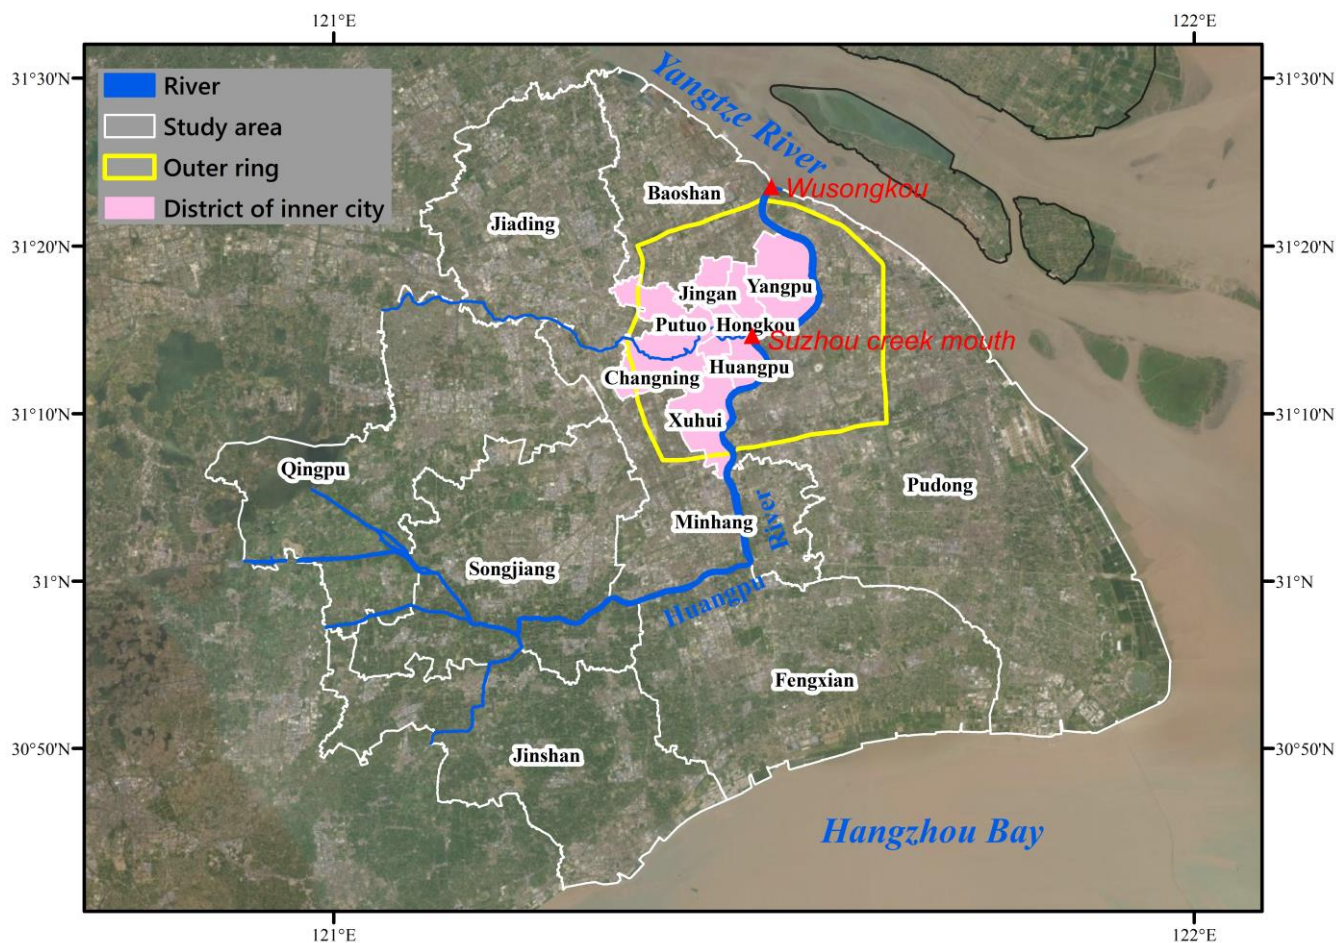 121°E
122°E
31°30'N
31°30'N
River
Study area
Outer ring
District of inner city
Yangtze River
Wusongkou
Baoshan
Jiading
31°20'N
31°20'N
Jingan
Yangpu
Putuo
Hongkou
Suzhou creek mouth
Huangpu
Changning
31°10'N
31°10'N
Xuhui
Qingpu
Pudong
Minhang
River
Songjiang
31°N
31°N
Huangpu
Fengxian
30°50'N
30°50'N
Jinshan
Hangzhou Bay
121°E
122°E